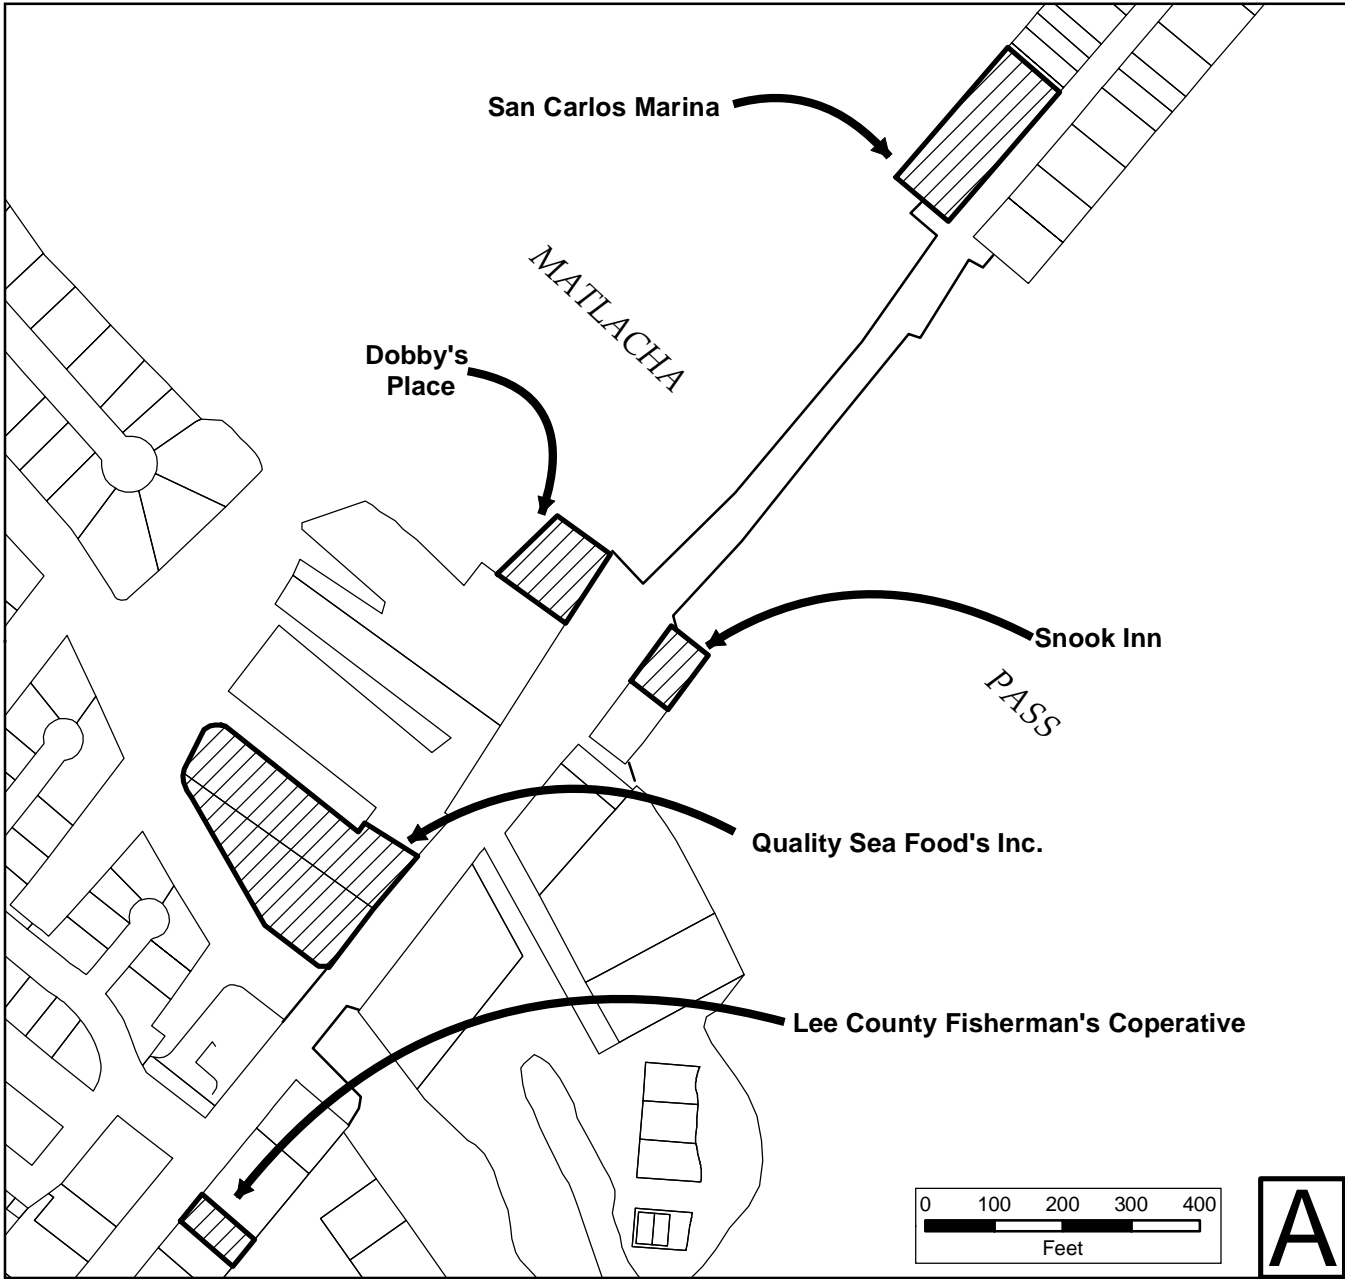 San Carlos Marina
MATLACHA
Dobby's
Place
Snook Inn
PASS
Quality Sea Food's Inc.
Lee County Fisherman's Coperative
0 100 200 300 400
Feet
A